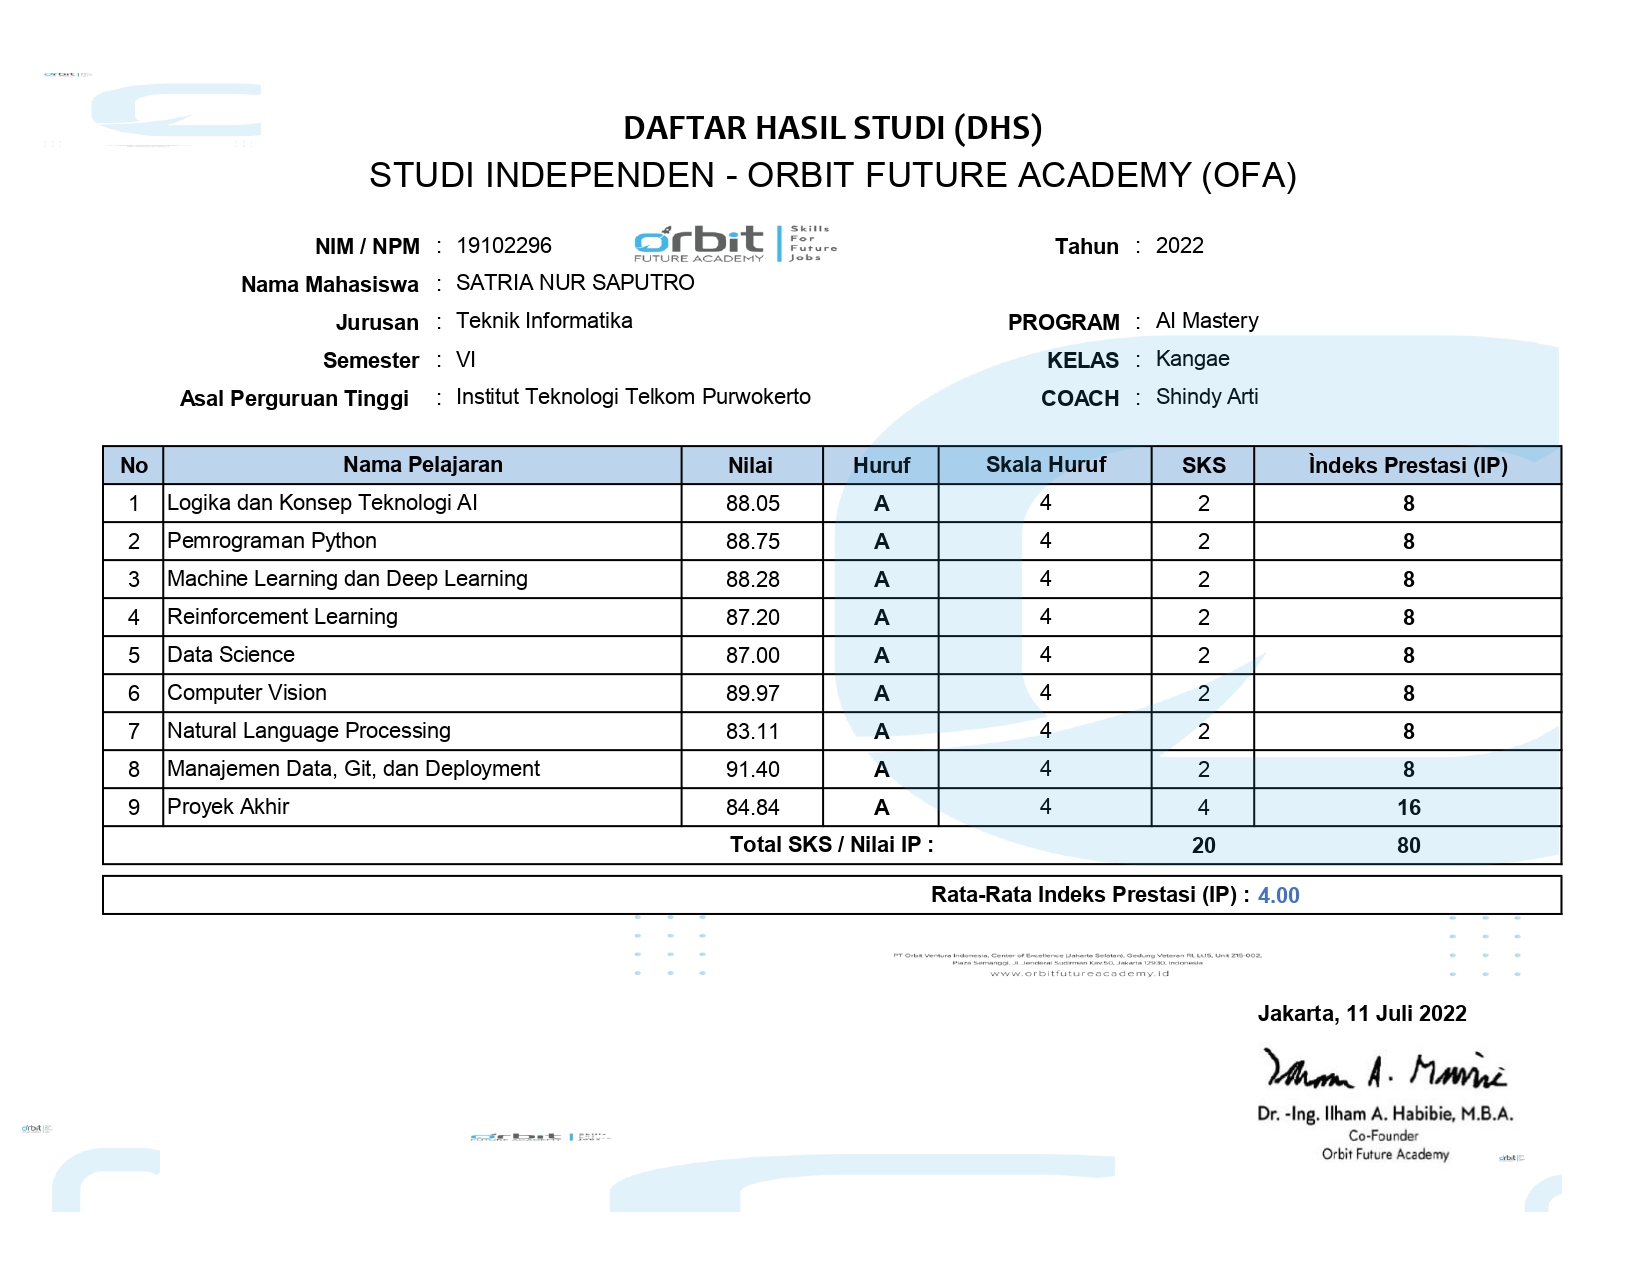 DAFTAR HASIL STUDI (DHS)
STUDI INDEPENDEN - ORBIT FUTURE ACADEMY (OFA)
NIM / NPM : 19102296
orbit FUTURE ACADEMY Skills For Future Jobs
Tahun : 2022
Nama Mahasiswa : SATRIA NUR SAPUTRO
Jurusan : Teknik Informatika PROGRAM : AI Mastery
Semester : VI KELAS : Kangae
Asal Perguruan Tinggi : Institut Teknologi Telkom Purwokerto COACH : Shindy Arti
No Nama Pelajaran Nilai Huruf Skala Huruf SKS Ìndeks Prestasi (IP)
1 Logika dan Konsep Teknologi AI 88.05 A 4 2 8
2 Pemrograman Python 88.75 A 4 2 8
3 Machine Learning dan Deep Learning 88.28 A 4 2 8
4 Reinforcement Learning 87.20 A 4 2 8
5 Data Science 87.00 A 4 2 8
6 Computer Vision 89.97 A 4 2 8
7 Natural Language Processing 83.11 A 4 2 8
8 Manajemen Data, Git, dan Deployment 91.40 A 4 2 8
9 Proyek Akhir 84.84 A 4 4 16
Total SKS / Nilai IP : 20 80
Rata-Rata Indeks Prestasi (IP) : 4.00
PT Orbit Ventura Indonesia, Center of Excellence (Jakarta Selatan), Gedung Veteran RI, Unit Z15-002,
Plaza Semanggi, Jl. Jenderal Sudirman Kav.50, Jakarta 12930, Indonesia
www.orbitfutureacademy.id
Jakarta, 11 Juli 2022
Dr. -Ing. Ilham A. Habibie, M.B.A.
Co-Founder
Orbit Future Academy